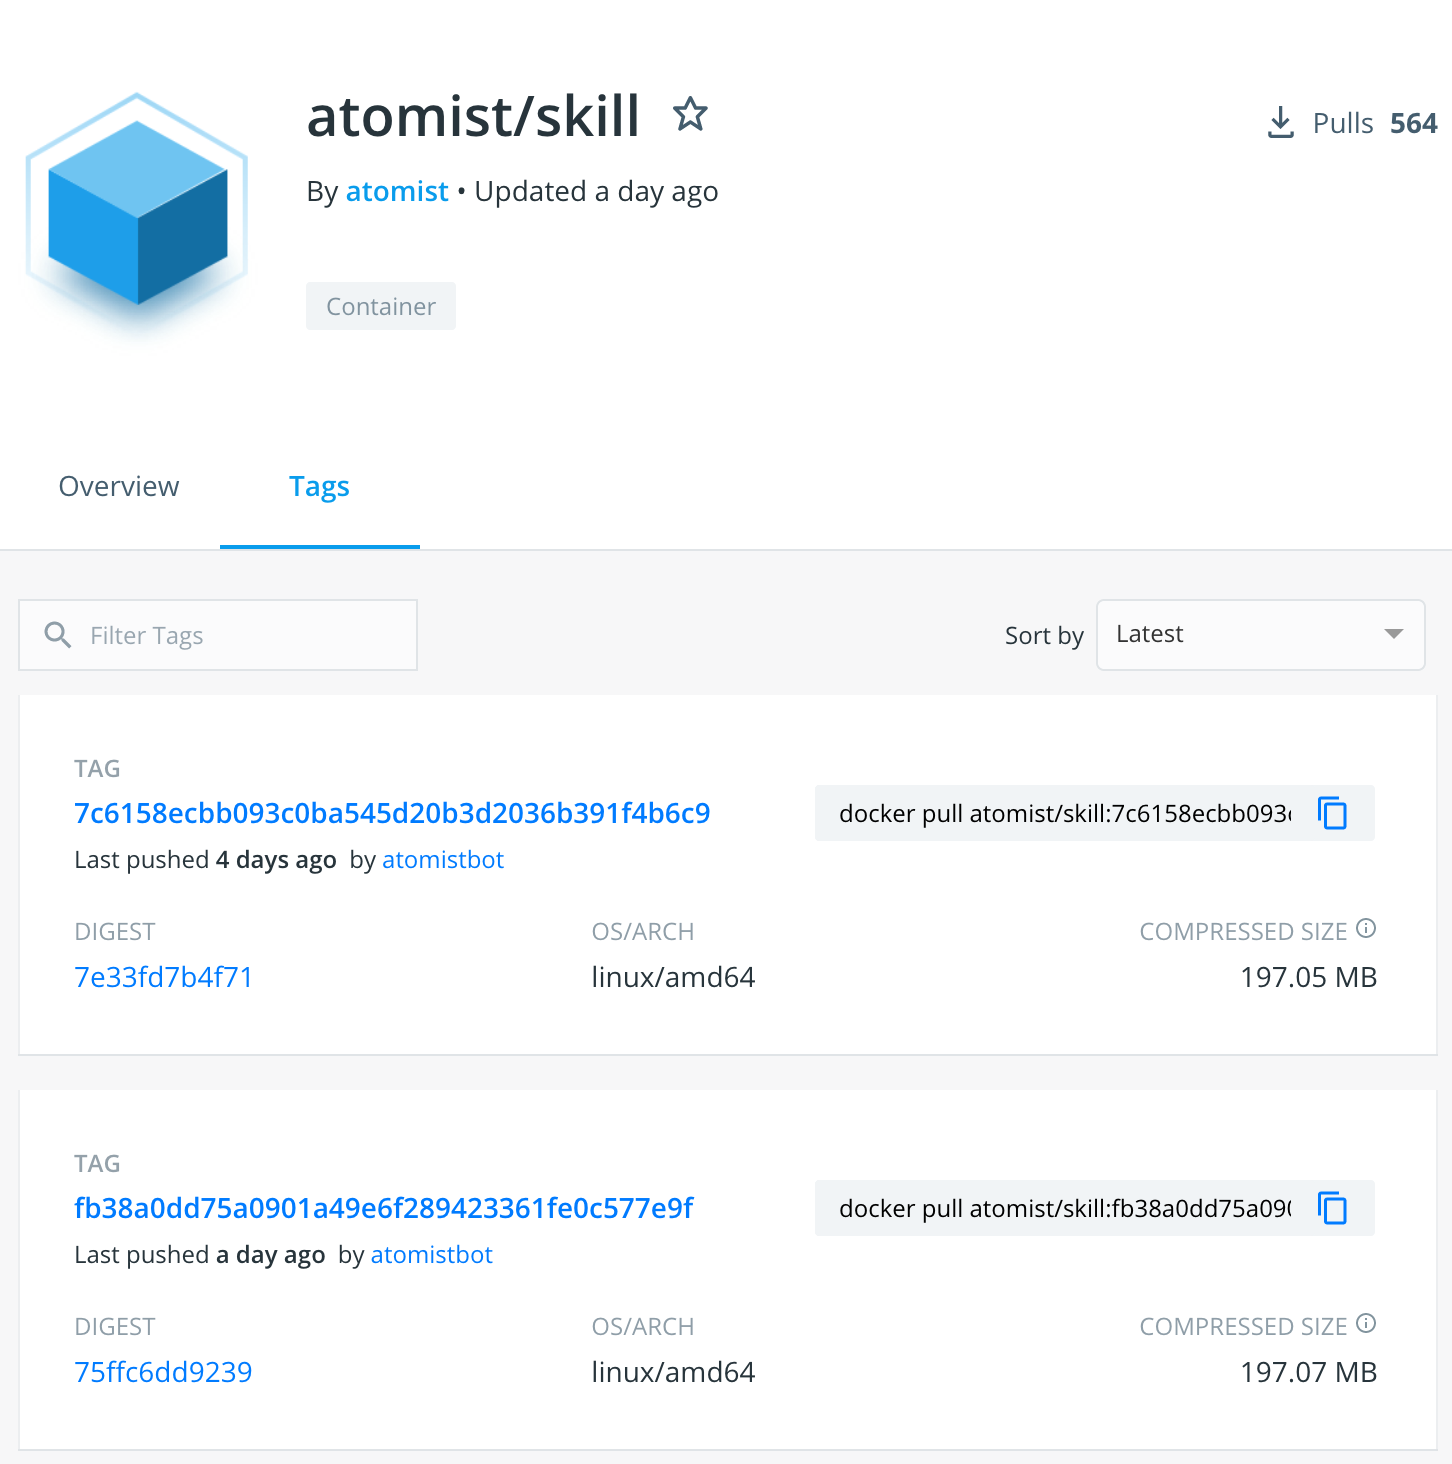 atomist/skill
Pulls 564
By atomist • Updated a day ago
Container
Overview
Tags
Filter Tags
Sort by
Latest
TAG
7c6158ecbb093c0ba545d20b3d2036b391f4b6c9
docker pull atomist/skill:7c6158ecbb093
Last pushed 4 days ago by atomistbot
DIGEST
OS/ARCH
COMPRESSED SIZE
7e33fd7b4f71
linux/amd64
197.05 MB
TAG
fb38a0dd75a0901a49e6f289423361fe0c577e9f
docker pull atomist/skill:fb38a0dd75a09
Last pushed a day ago by atomistbot
DIGEST
OS/ARCH
COMPRESSED SIZE
75ffc6dd9239
linux/amd64
197.07 MB